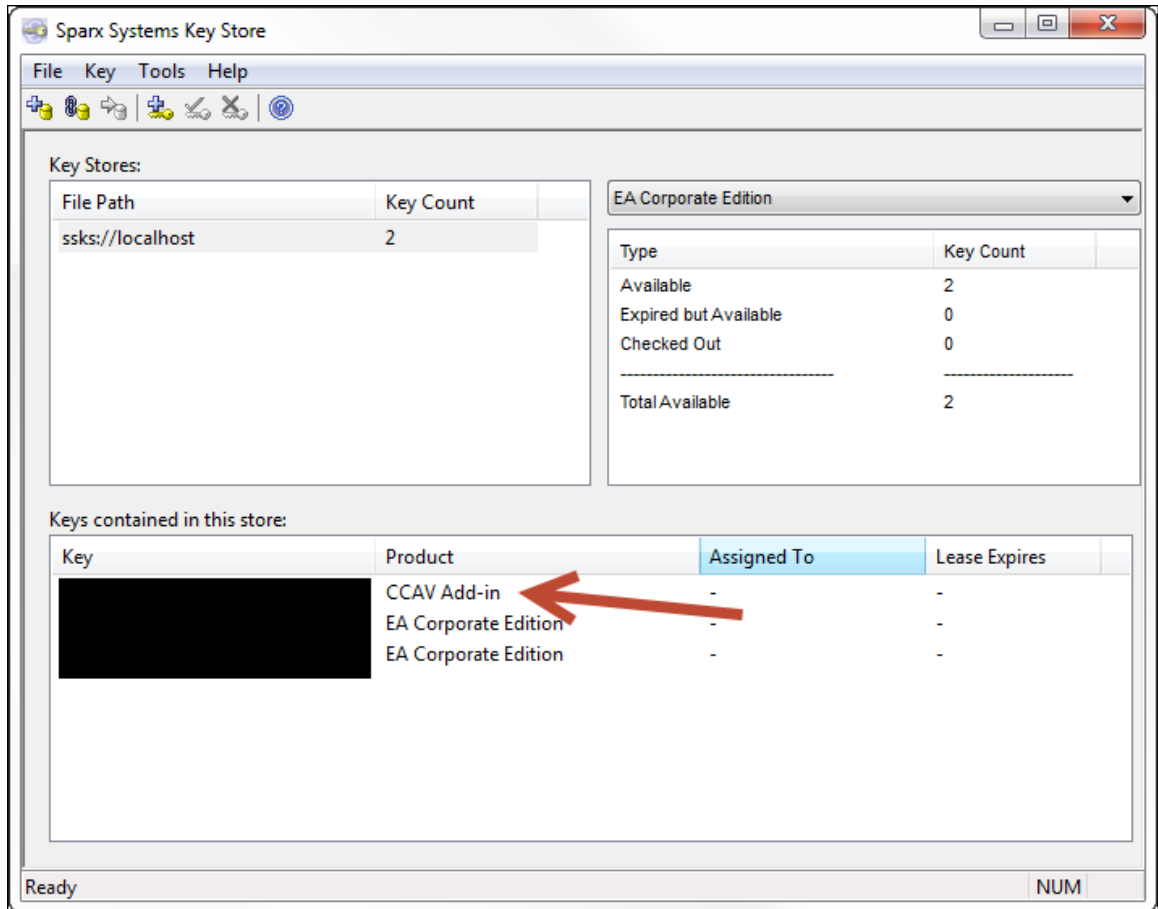 Sparx Systems Key Store
File Key Tools Help
Key Stores:
File Path Key Count
ssks://localhost 2
EA Corporate Edition
Type Key Count
Available 2
Expired but Available 0
Checked Out 0
--------------------------------- --------------------
Total Available 2
Keys contained in this store:
Key Product Assigned To Lease Expires
CCAV Add-in - -
EA Corporate Edition - -
EA Corporate Edition - -
Ready NUM